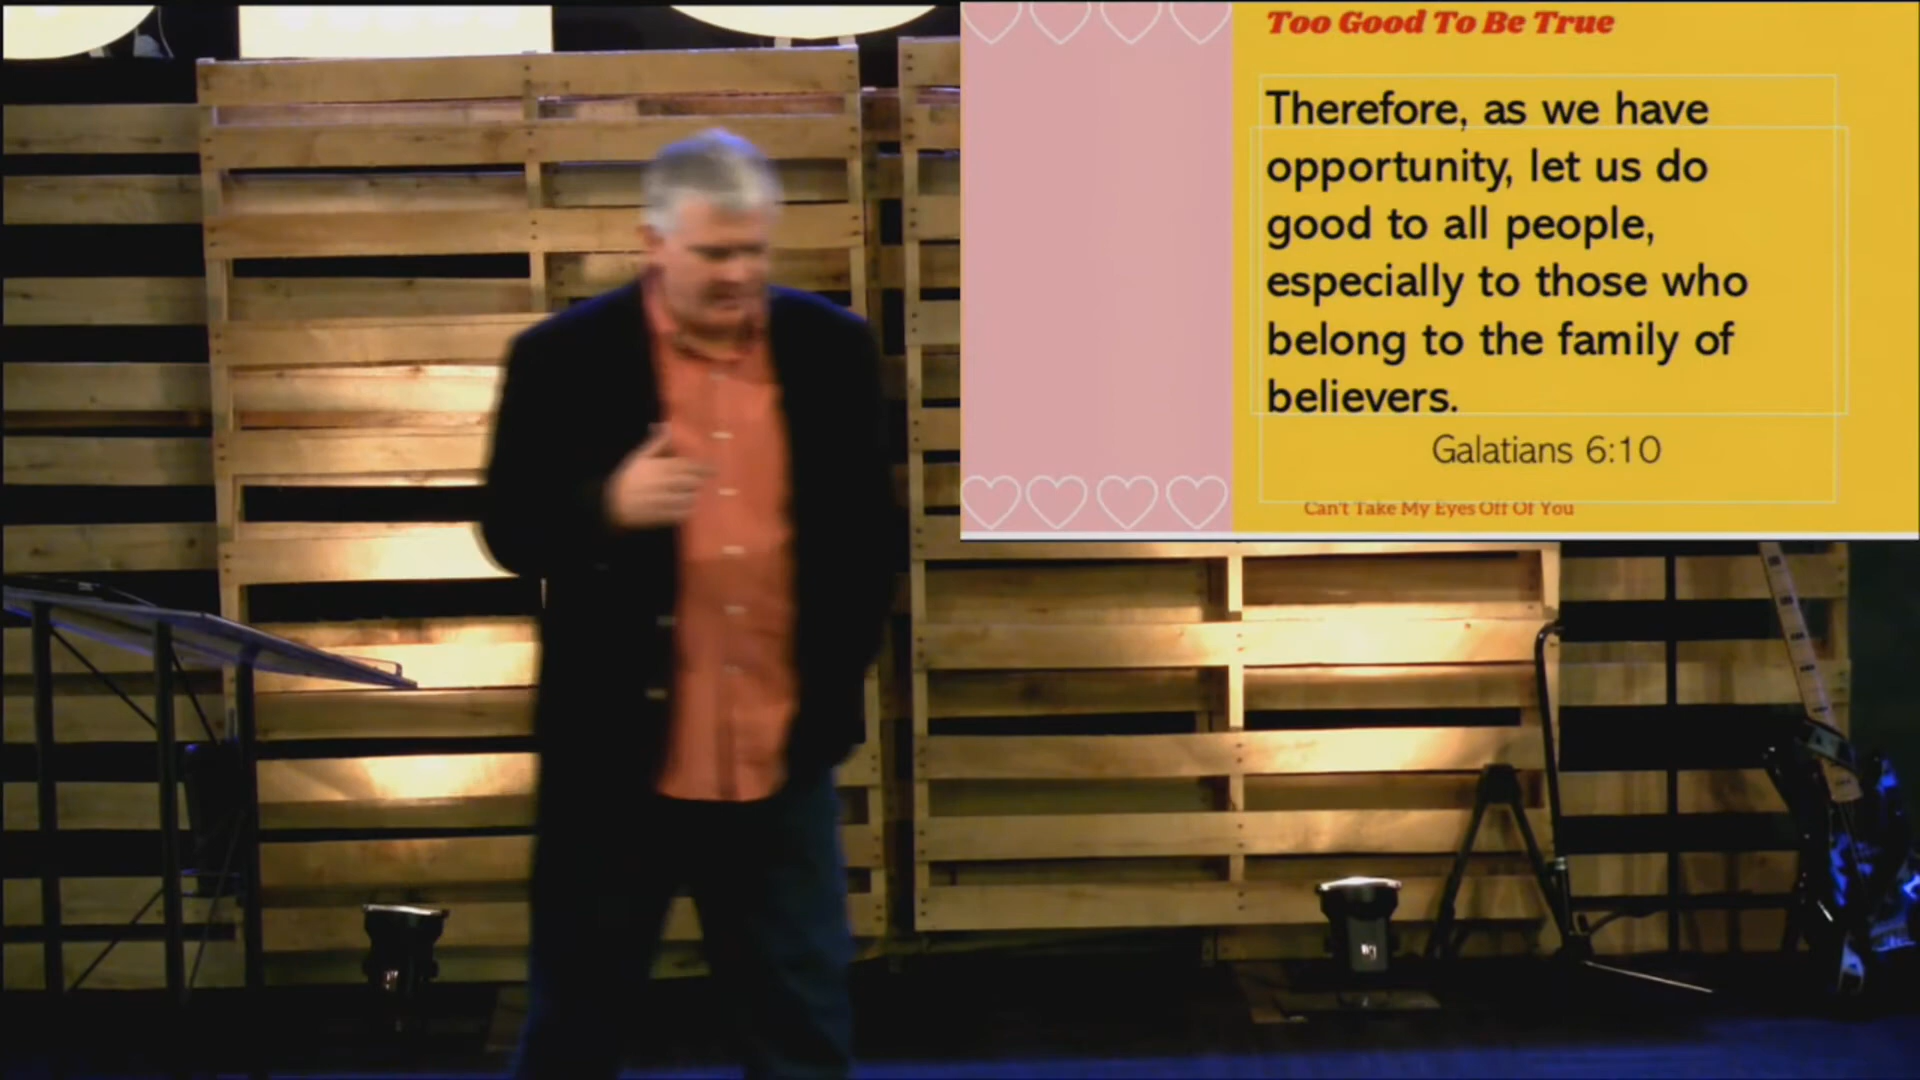 Too Good To Be True
Therefore, as we have
opportunity, let us do
good to all people,
especially to those who
belong to the family of
believers.
Galatians 6:10
Can't Take My Eyes Off Of You